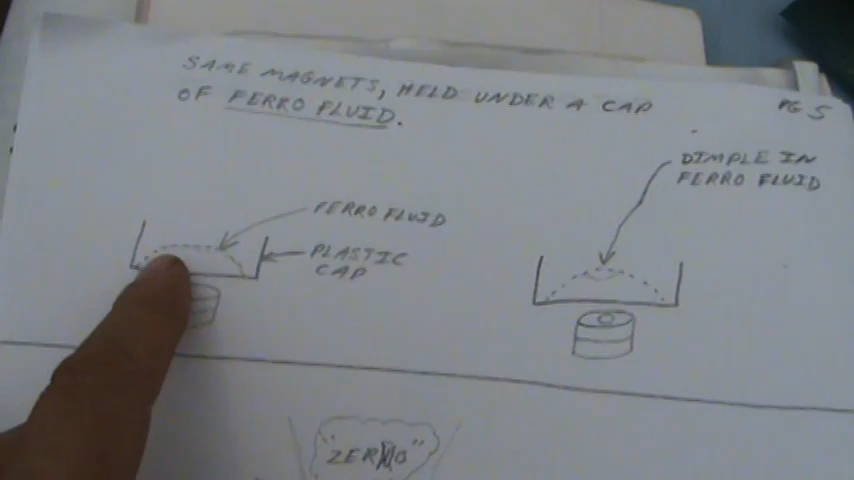 SAME MAGNETS, HELD UNDER A CAP
OF FERRO FLUID.
PG 5
DIMPLE IN
FERRO FLUID
FERRO FLUID
PLASTIC
CAP